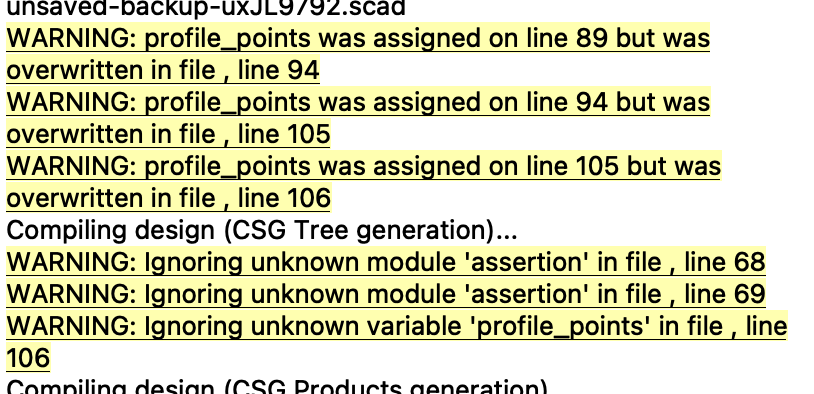 unsaved-backup-uxJL9792.scad
WARNING: profile_points was assigned on line 89 but was
overwritten in file , line 94
WARNING: profile_points was assigned on line 94 but was
overwritten in file , line 105
WARNING: profile_points was assigned on line 105 but was
overwritten in file , line 106
Compiling design (CSG Tree generation)...
WARNING: Ignoring unknown module 'assertion' in file , line 68
WARNING: Ignoring unknown module 'assertion' in file , line 69
WARNING: Ignoring unknown variable 'profile_points' in file , line
106
Compiling design (CSG Products generation)